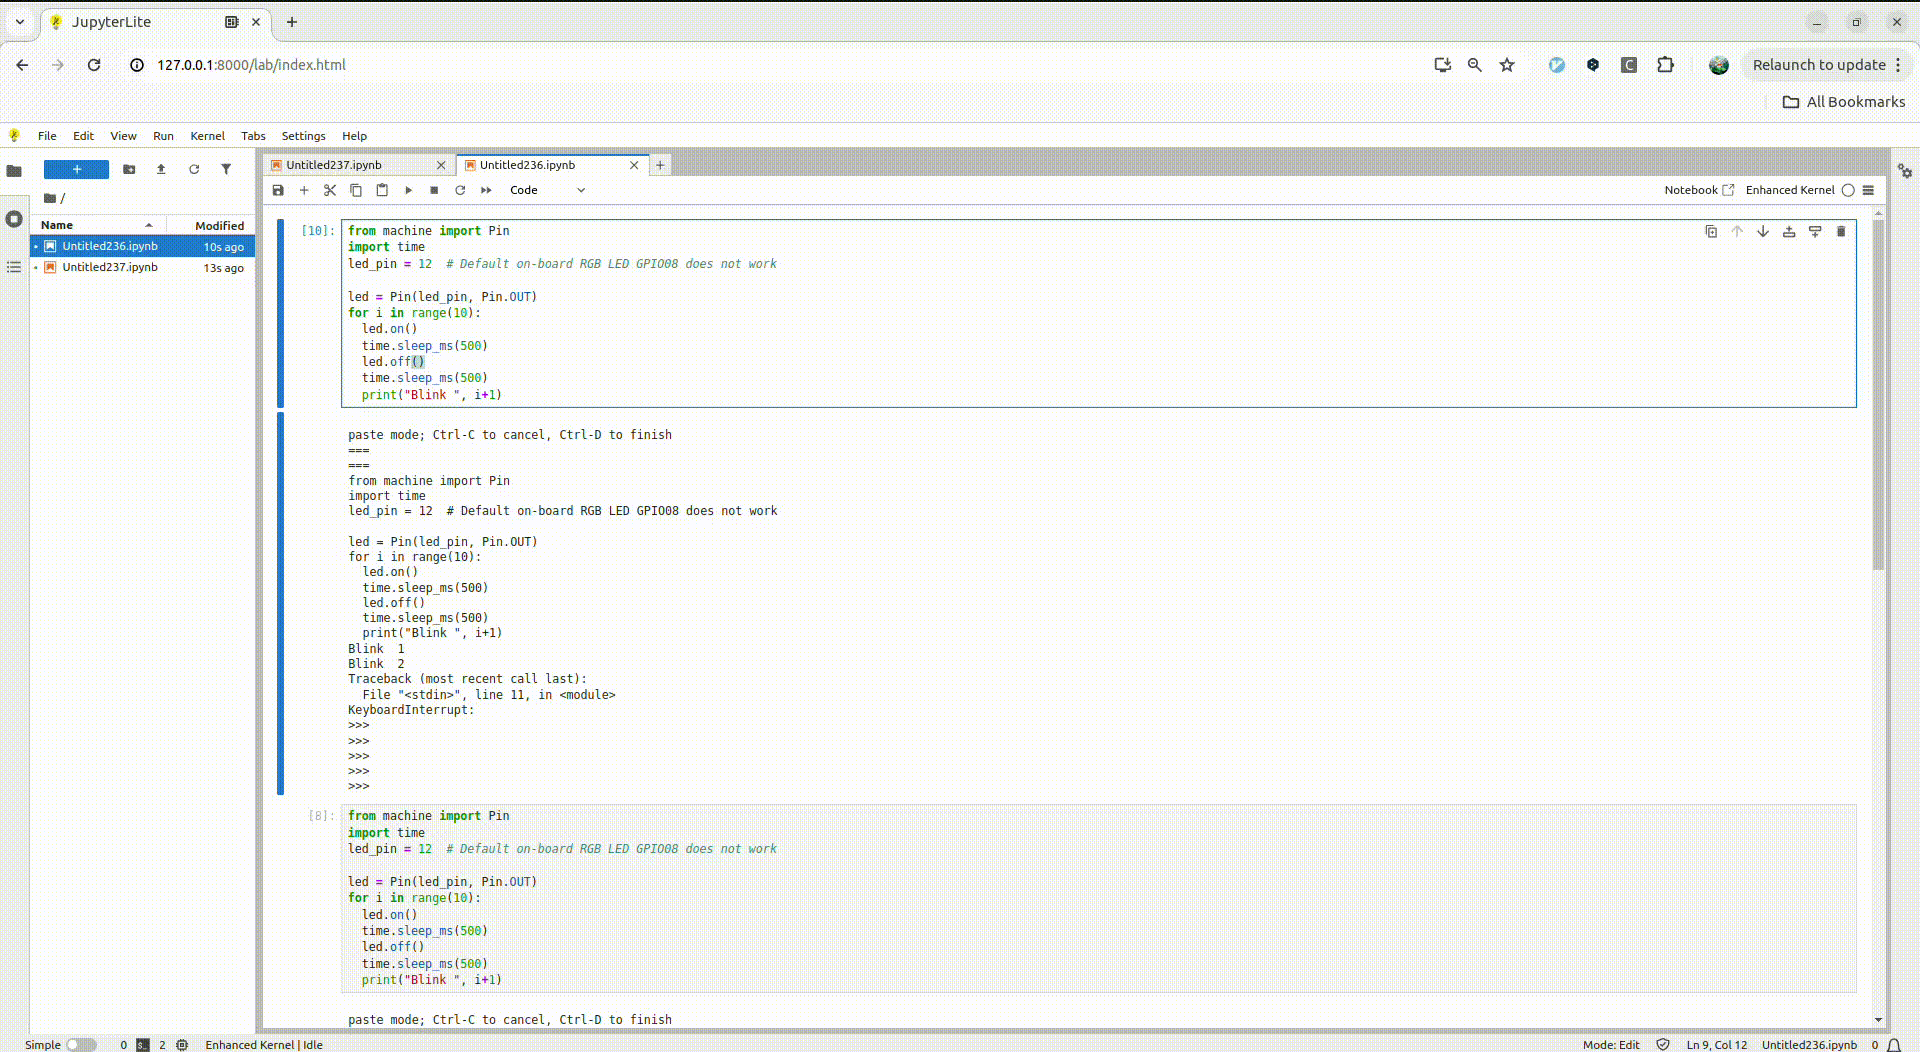 JupyterLite
127.0.0.1:8000/lab/index.html
C
Relaunch to update
All Bookmarks
File Edit View Run Kernel Tabs Settings Help
+
/
Name Modified
Untitled236.ipynb 10s ago
Untitled237.ipynb 13s ago
Untitled237.ipynb Untitled236.ipynb
Code Notebook Enhanced Kernel
[10]:
from machine import Pin
import time
led_pin = 12  # Default on-board RGB LED GPIO08 does not work
led = Pin(led_pin, Pin.OUT)
for i in range(10):
  led.on()
  time.sleep_ms(500)
  led.off()
  time.sleep_ms(500)
  print("Blink ", i+1)
paste mode; Ctrl-C to cancel, Ctrl-D to finish
===
===
from machine import Pin
import time
led_pin = 12  # Default on-board RGB LED GPIO08 does not work
led = Pin(led_pin, Pin.OUT)
for i in range(10):
  led.on()
  time.sleep_ms(500)
  led.off()
  time.sleep_ms(500)
  print("Blink ", i+1)
Blink  1
Blink  2
Traceback (most recent call last):
  File "<stdin>", line 11, in <module>
KeyboardInterrupt:
>>>
>>>
>>>
>>>
>>>
[8]:
from machine import Pin
import time
led_pin = 12  # Default on-board RGB LED GPIO08 does not work
led = Pin(led_pin, Pin.OUT)
for i in range(10):
  led.on()
  time.sleep_ms(500)
  led.off()
  time.sleep_ms(500)
  print("Blink ", i+1)
paste mode; Ctrl-C to cancel, Ctrl-D to finish
Simple 0 2 Enhanced Kernel | Idle Mode: Edit Ln 9, Col 12 Untitled236.ipynb 0